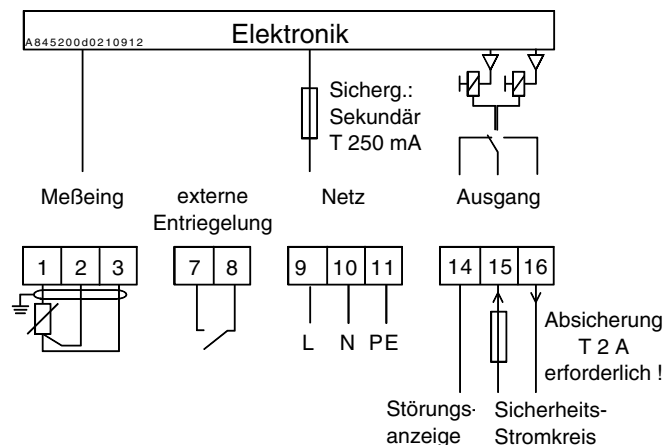 Elektronik
A845200d0210912
Sicherg.:
Sekundär
T 250 mA
Meßeing
externe
Entriegelung
Netz
Ausgang
1 2 3
7 8
9 10 11
14 15 16
L N PE
Absicherung
T 2 A
erforderlich !
Störungs-
anzeige
Sicherheits-
Stromkreis